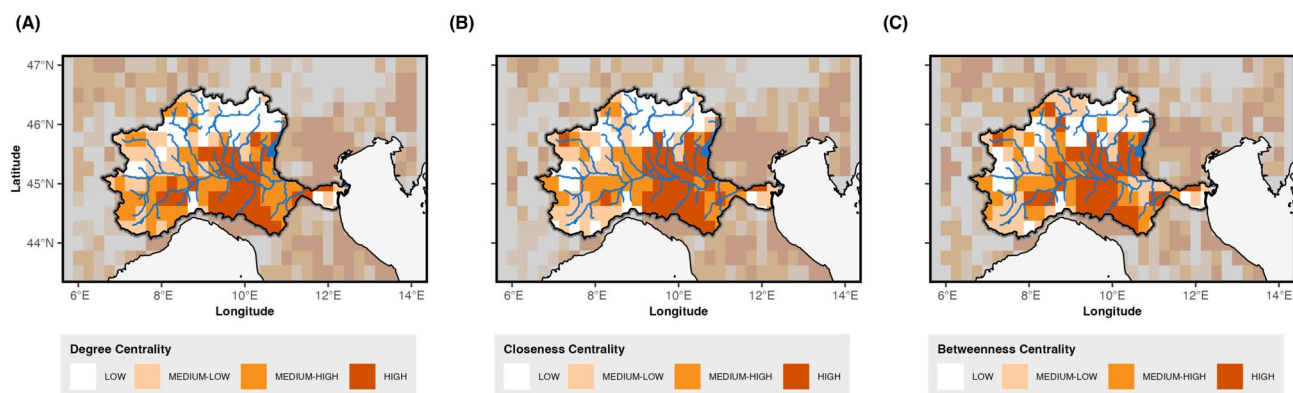 (A)
(B)
(C)
47°N
46°N
45°N
44°N
Latitude
6°E 8°E 10°E 12°E 14°E
6°E 8°E 10°E 12°E 14°E
6°E 8°E 10°E 12°E 14°E
Longitude
Longitude
Longitude
Degree Centrality
LOW MEDIUM-LOW MEDIUM-HIGH HIGH
Closeness Centrality
LOW MEDIUM-LOW MEDIUM-HIGH HIGH
Betweenness Centrality
LOW MEDIUM-LOW MEDIUM-HIGH HIGH